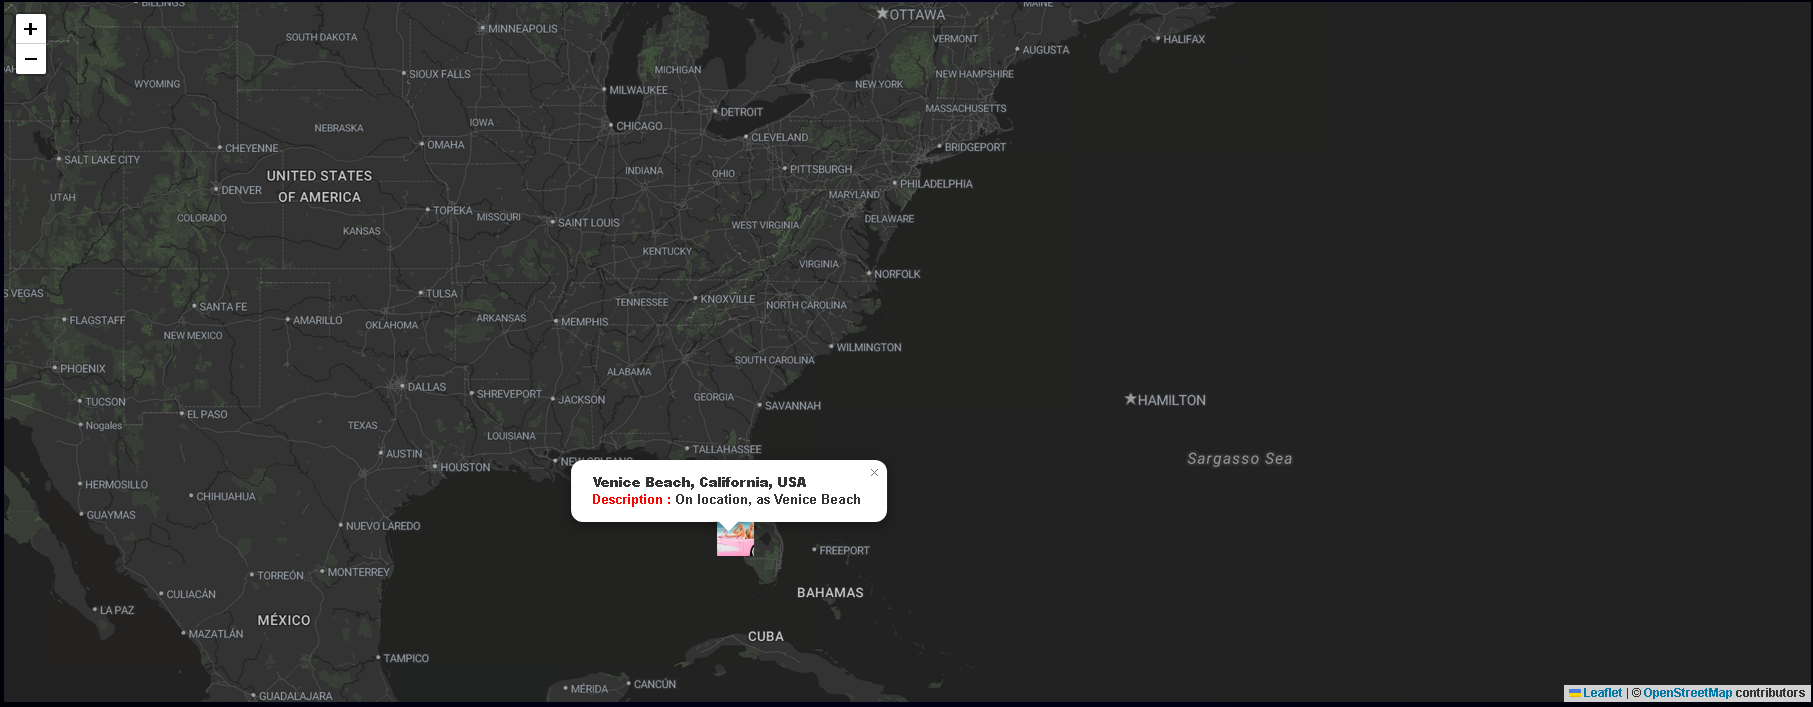 +
−
BILLINGS
MAINE
OTTAWA
MINNEAPOLIS
SOUTH DAKOTA
VERMONT
HALIFAX
AUGUSTA
MICHIGAN
SIOUX FALLS
NEW HAMPSHIRE
WYOMING
MILWAUKEE
NEW YORK
DETROIT
MASSACHUSETTS
NEBRASKA
IOWA
CHICAGO
CLEVELAND
CHEYENNE
OMAHA
BRIDGEPORT
SALT LAKE CITY
UNITED STATES
OF AMERICA
INDIANA
OHIO
PITTSBURGH
PHILADELPHIA
DENVER
UTAH
MARYLAND
COLORADO
TOPEKA
MISSOURI
SAINT LOUIS
DELAWARE
KANSAS
WEST VIRGINIA
KENTUCKY
VIRGINIA
NORFOLK
S VEGAS
TULSA
SANTA FE
TENNESSEE
KNOXVILLE
NORTH CAROLINA
FLAGSTAFF
AMARILLO
OKLAHOMA
ARKANSAS
MEMPHIS
NEW MEXICO
WILMINGTON
PHOENIX
ALABAMA
SOUTH CAROLINA
DALLAS
SHREVEPORT
JACKSON
GEORGIA
SAVANNAH
HAMILTON
TUCSON
EL PASO
Nogales
TEXAS
LOUISIANA
TALLAHASSEE
AUSTIN
HOUSTON
NEW ORLEANS
Sargasso Sea
×
Venice Beach, California, USA
Description : On location, as Venice Beach
HERMOSILLO
CHIHUAHUA
GUAYMAS
NUEVO LAREDO
FREEPORT
TORREÓN
MONTERREY
CULIACÁN
BAHAMAS
LA PAZ
MÉXICO
MAZATLÁN
CUBA
TAMPICO
MÉRIDA
CANCÚN
GUADALAJARA
Leaflet | © OpenStreetMap contributors